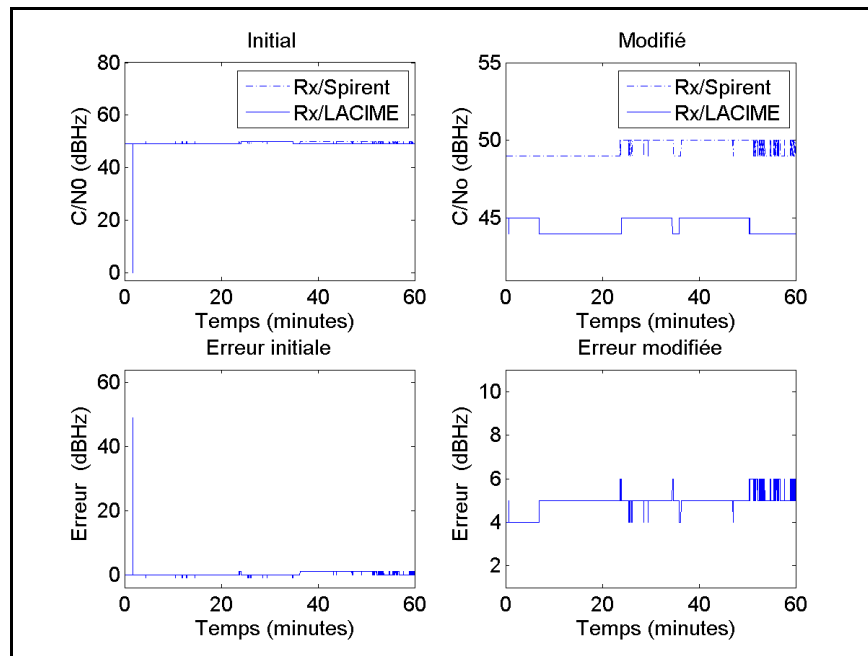 Initial
80
60
40
20
0
C/N0 (dBHz)
Rx/Spirent
Rx/LACIME
0 20 40 60
Temps (minutes)
Modifié
55
50
45
C/No (dBHz)
Rx/Spirent
Rx/LACIME
0 20 40 60
Temps (minutes)
Erreur initiale
60
40
20
0
Erreur (dBHz)
0 20 40 60
Temps (minutes)
Erreur modifiée
10
8
6
4
2
Erreur (dBHz)
0 20 40 60
Temps (minutes)